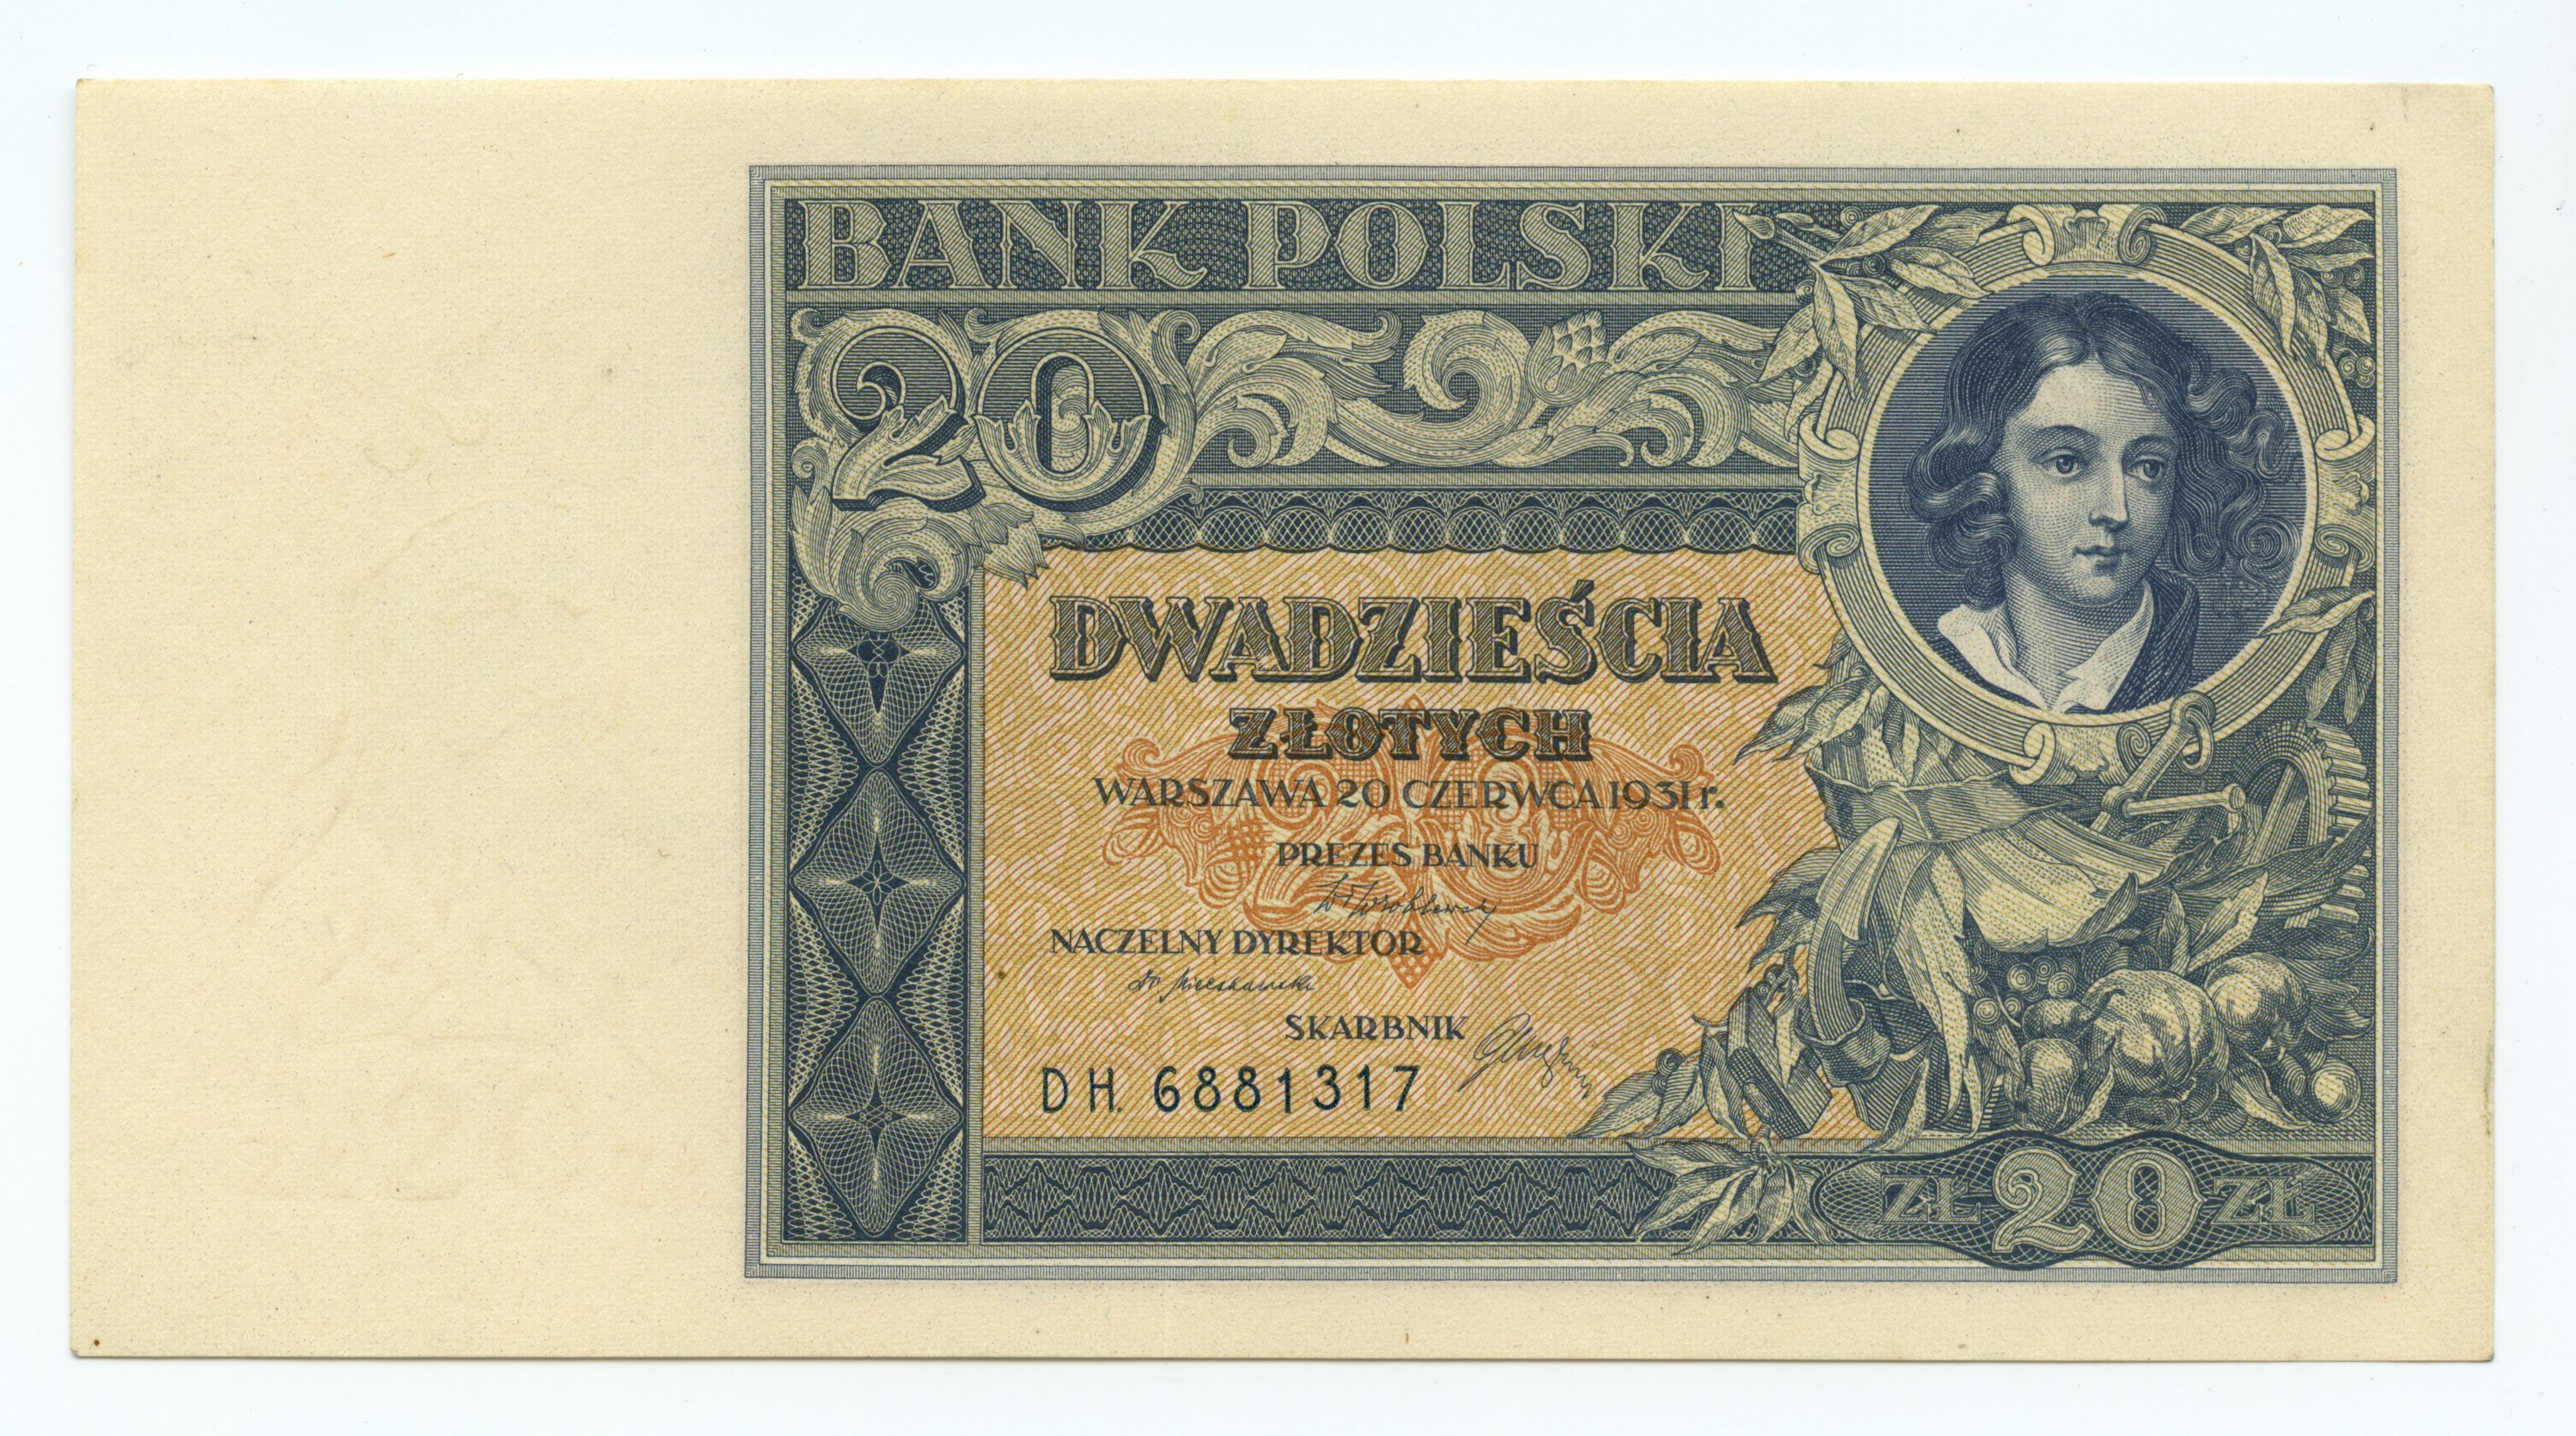 BANK POLSKI
20
DWADZIEŚCIA
ZŁOTYCH
WARSZAWA 20 CZERWCA 1931 r.
PREZES BANKU
NACZELNY DYREKTOR
SKARBNIK
DH. 6881317
ZŁ 20 ZŁ